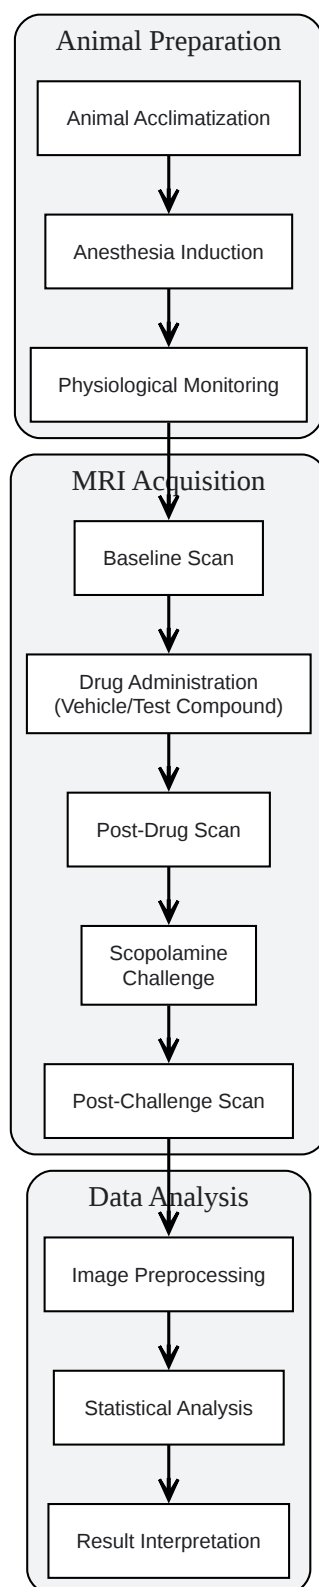 Animal Preparation
Animal Acclimatization
Anesthesia Induction
Physiological Monitoring
MRI Acquisition
Baseline Scan
Drug Administration
(Vehicle/Test Compound)
Post-Drug Scan
Scopolamine
Challenge
Post-Challenge Scan
Data Analysis
Image Preprocessing
Statistical Analysis
Result Interpretation